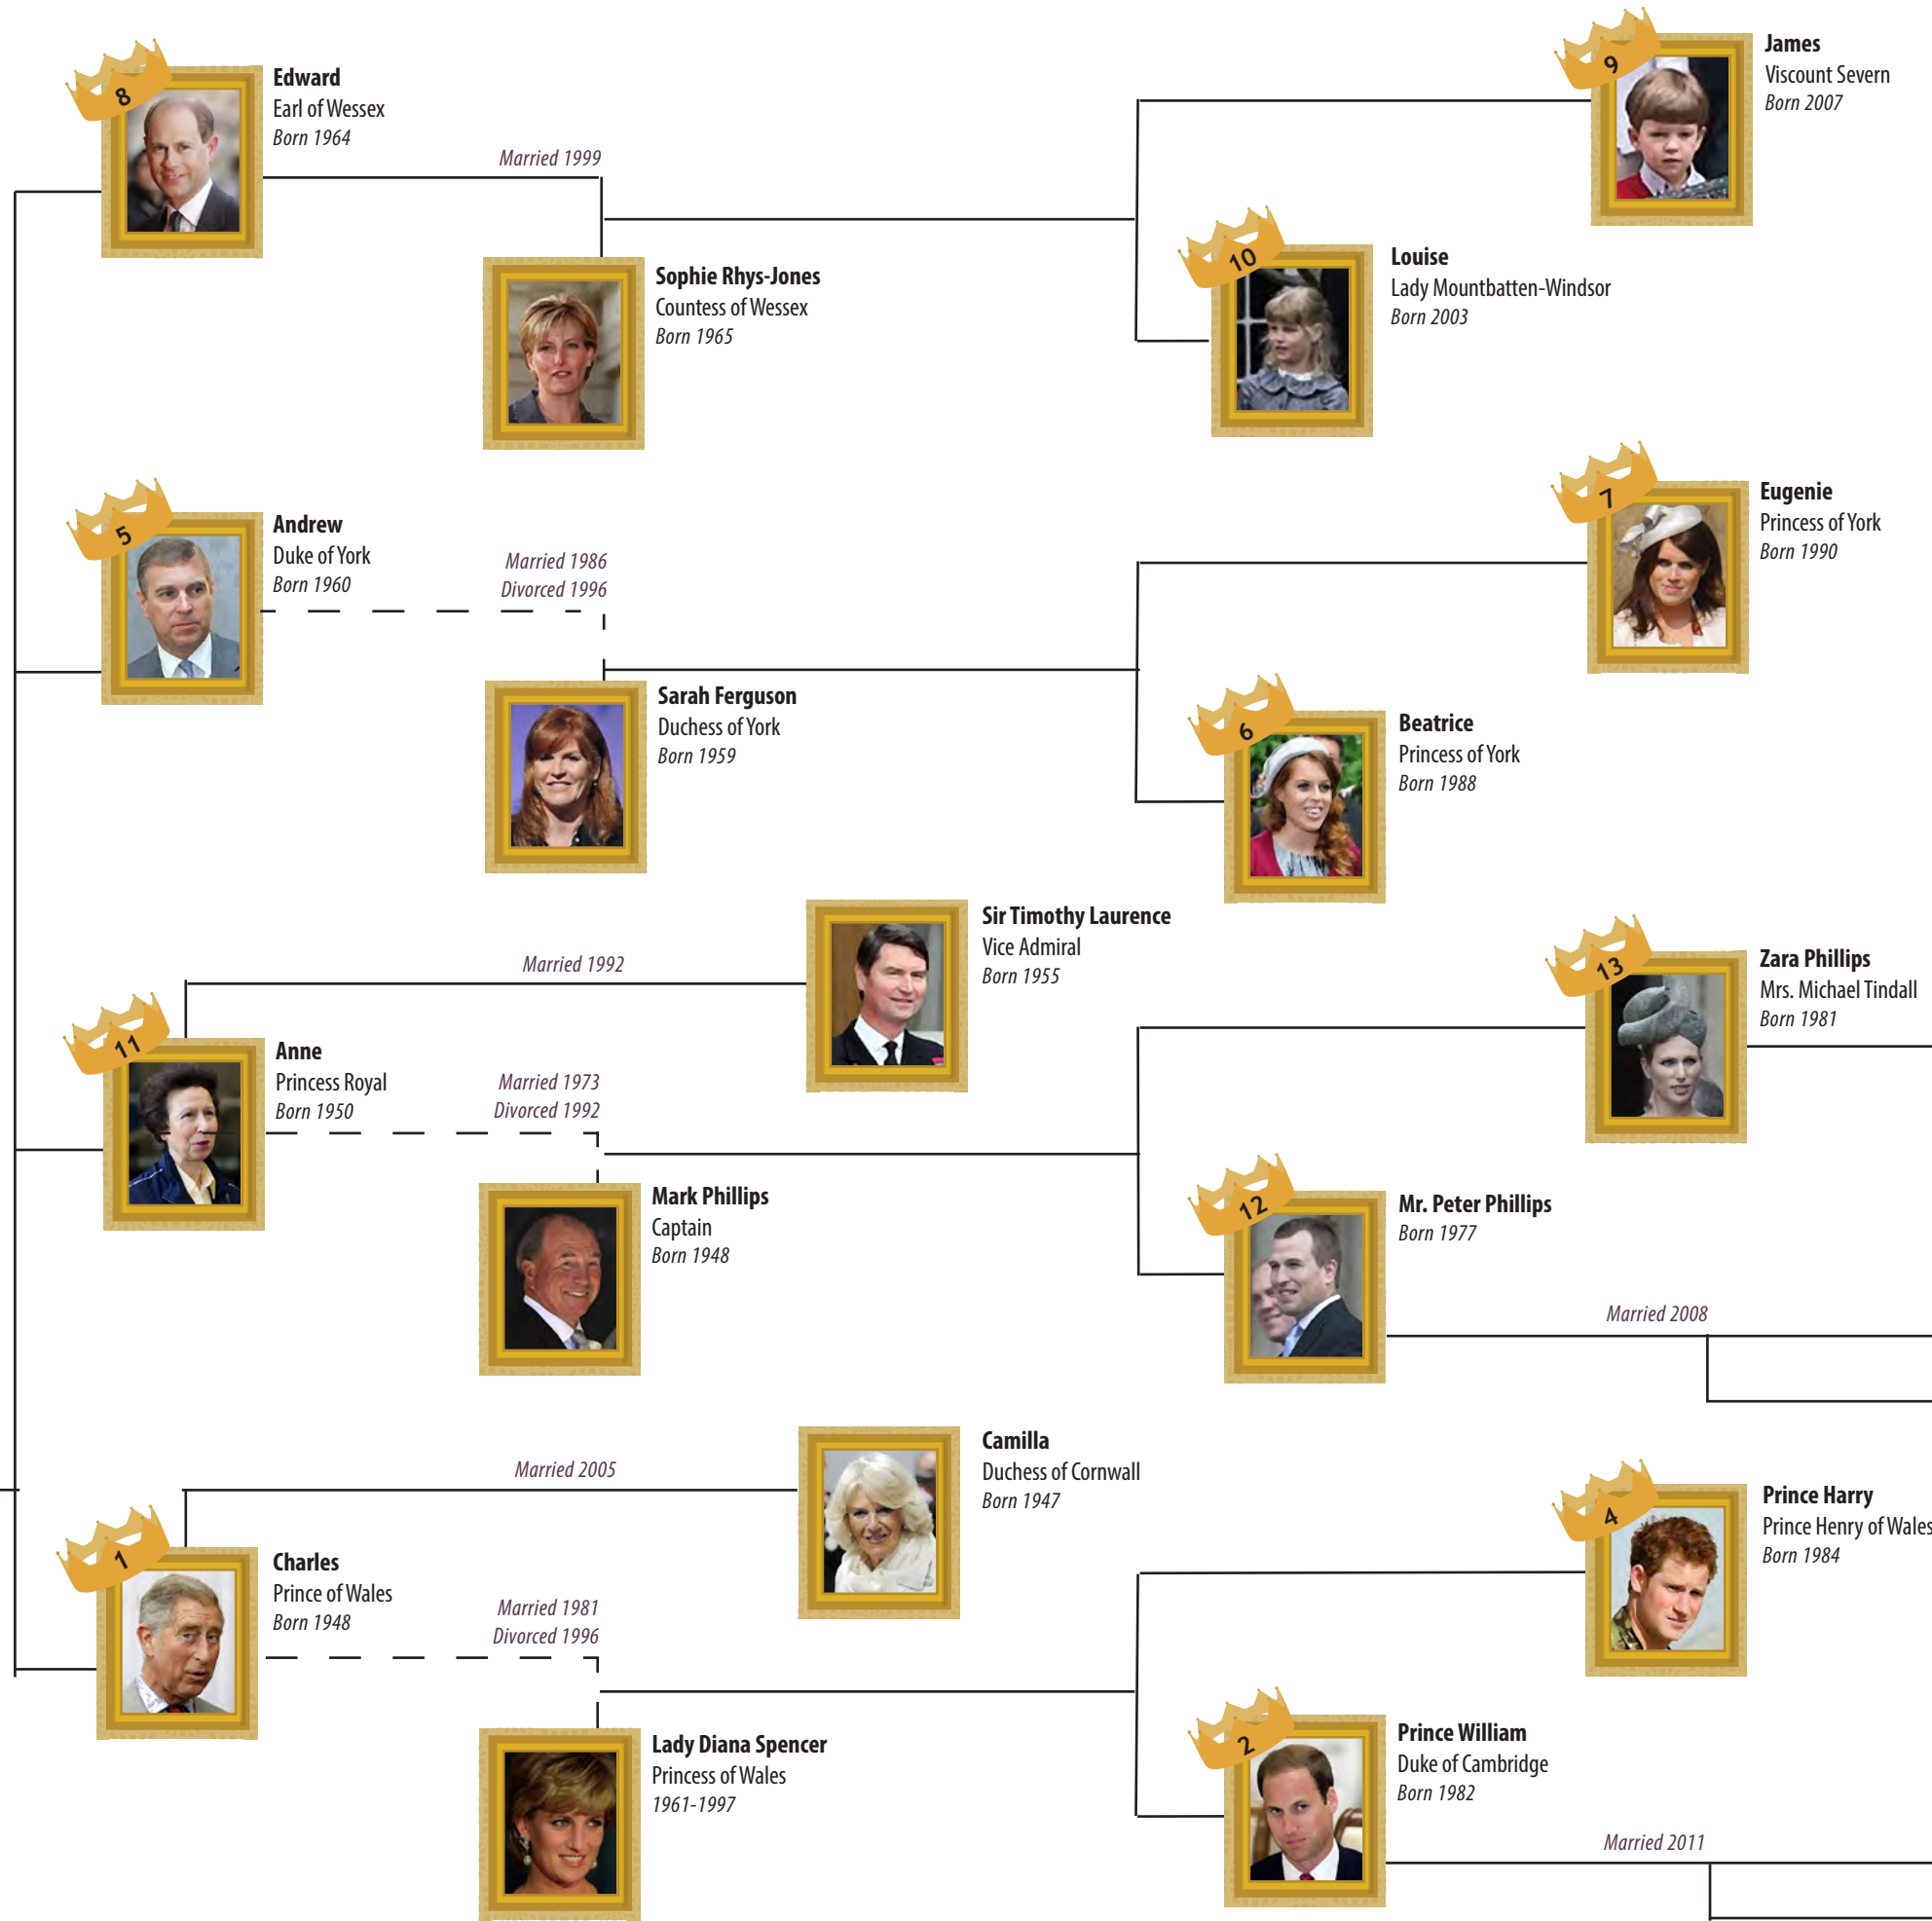 8
Edward
Earl of Wessex
Born 1964
Married 1999
Sophie Rhys-Jones
Countess of Wessex
Born 1965
9
James
Viscount Severn
Born 2007
10
Louise
Lady Mountbatten-Windsor
Born 2003
5
Andrew
Duke of York
Born 1960
Married 1986
Divorced 1996
Sarah Ferguson
Duchess of York
Born 1959
7
Eugenie
Princess of York
Born 1990
6
Beatrice
Princess of York
Born 1988
Married 1992
Sir Timothy Laurence
Vice Admiral
Born 1955
11
Anne
Princess Royal
Born 1950
Married 1973
Divorced 1992
Mark Phillips
Captain
Born 1948
13
Zara Phillips
Mrs. Michael Tindall
Born 1981
12
Mr. Peter Phillips
Born 1977
Married 2008
Married 2005
Camilla
Duchess of Cornwall
Born 1947
1
Charles
Prince of Wales
Born 1948
Married 1981
Divorced 1996
Lady Diana Spencer
Princess of Wales
1961-1997
4
Prince Harry
Prince Henry of Wales
Born 1984
2
Prince William
Duke of Cambridge
Born 1982
Married 2011